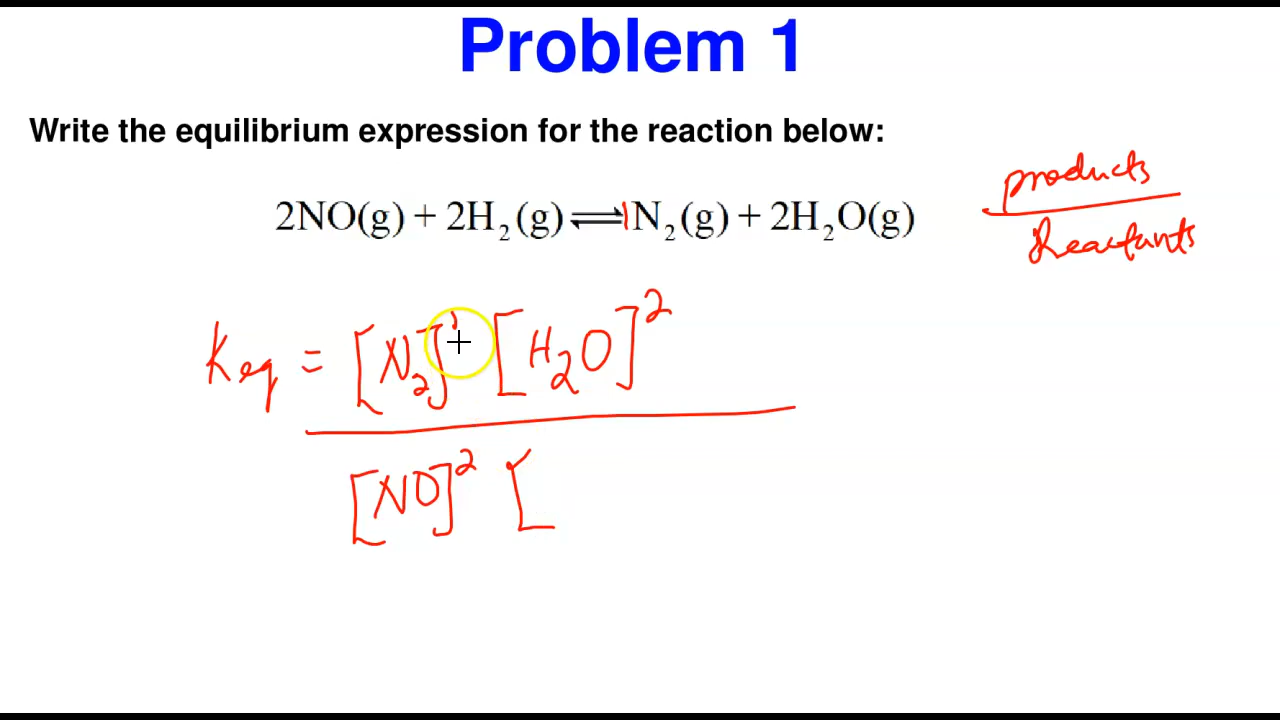 Problem 1
Write the equilibrium expression for the reaction below:
products
2NO(g) + 2H₂(g) ⇌ 1N₂(g) + 2H₂O(g)
Reactants
Keq = [N₂]¹ [H₂O]²
[NO]² [